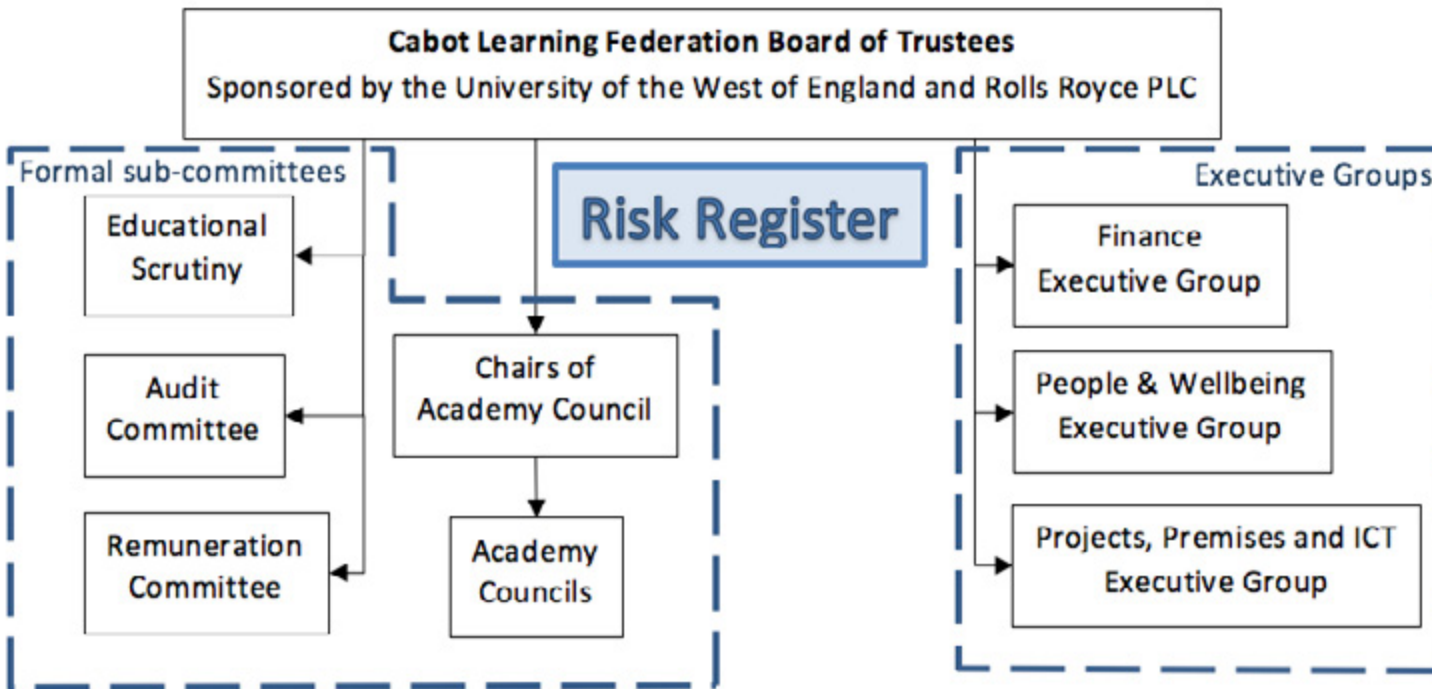 Cabot Learning Federation Board of Trustees
Sponsored by the University of the West of England and Rolls Royce PLC
Formal sub-committees
Educational
Scrutiny
Audit
Committee
Remuneration
Committee
Chairs of
Academy Council
Academy
Councils
Risk Register
Executive Groups
Finance
Executive Group
People & Wellbeing
Executive Group
Projects, Premises and ICT
Executive Group